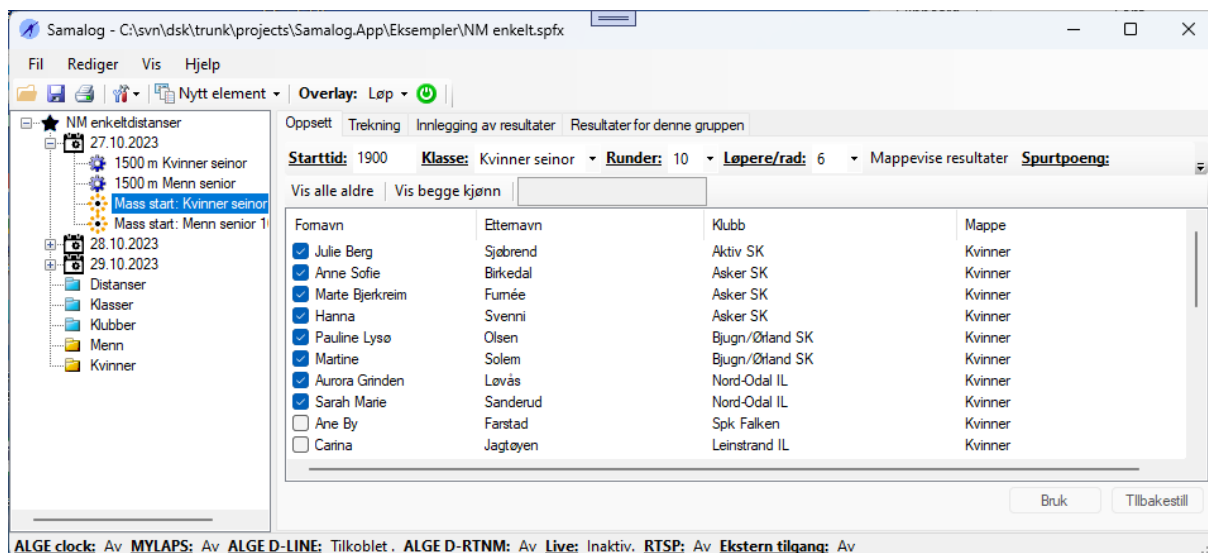 Samalog - C:\svn\dsk\trunk\projects\Samalog.App\Eksempler\NM enkelt.spfx
Fil Rediger Vis Hjelp
Nytt element Overlay: Løp
NM enkeltdistanser
27.10.2023
1500 m Kvinner seinor
1500 m Menn senior
Mass start: Kvinner seinor
Mass start: Menn senior 1
28.10.2023
29.10.2023
Distanser
Klasser
Klubber
Menn
Kvinner
Oppsett Trekning Innlegging av resultater Resultater for denne gruppen
Starttid: 1900 Klasse: Kvinner seinor Runder: 10 Løpere/rad: 6 Mappevise resultater Spurtpoeng:
Vis alle aldre Vis begge kjønn
Fornavn Etternavn Klubb Mappe
Julie Berg Sjøbrend Aktiv SK Kvinner
Anne Sofie Birkedal Asker SK Kvinner
Marte Bjerkreim Furnée Asker SK Kvinner
Hanna Svenni Asker SK Kvinner
Pauline Lysø Olsen Bjugn/Ørland SK Kvinner
Martine Solem Bjugn/Ørland SK Kvinner
Aurora Grinden Løvås Nord-Odal IL Kvinner
Sarah Marie Sanderud Nord-Odal IL Kvinner
Ane By Farstad Spk Falken Kvinner
Carina Jagtøyen Leinstrand IL Kvinner
Bruk TIlbakestill
ALGE clock: Av MYLAPS: Av ALGE D-LINE: Tilkoblet . ALGE D-RTNM: Av Live: Inaktiv. RTSP: Av Ekstern tilgang: Av